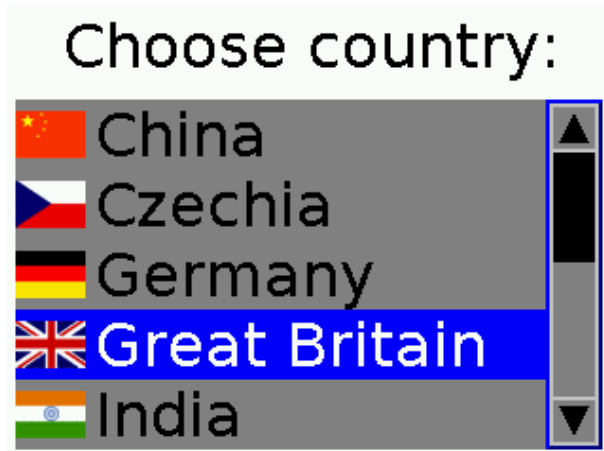 Choose country:
China
Czechia
Germany
Great Britain
India